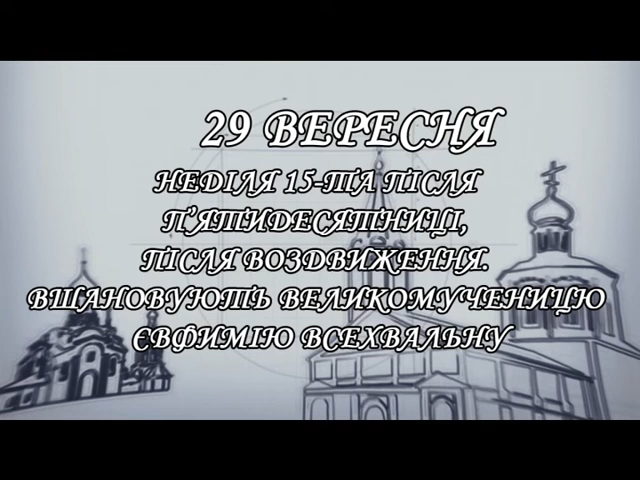 29 ВЕРЕСНЯ
НЕДІЛЯ 15-ТА ПІСЛЯ
П'ЯТИДЕСЯТНИЦІ,
ПІСЛЯ ВОЗДВИЖЕННЯ.
ВШАНОВУЮТЬ ВЕЛИКОМУЧЕНИЦЮ
ЄВФИМІЮ ВСЕХВАЛЬНУ